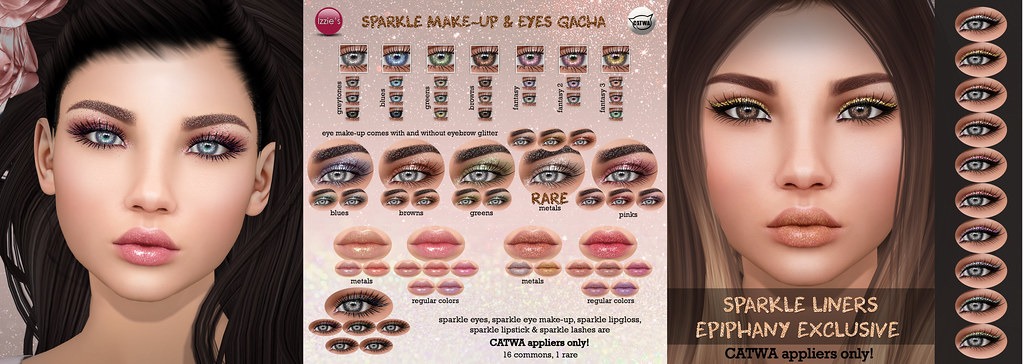 Izzie's
SPARKLE MAKE-UP & EYES GACHA
CATWA
greytones
blues
greens
browns
fantasy
fantasy 2
fantasy 3
eye make-up comes with and without eyebrow glitter
blues
browns
greens
RARE
metals
pinks
metals
regular colors
metals
regular colors
sparkle eyes, sparkle eye make-up, sparkle lipgloss,
sparkle lipstick & sparkle lashes are
CATWA appliers only!
16 commons, 1 rare
SPARKLE LINERS
EPIPHANY EXCLUSIVE
CATWA appliers only!